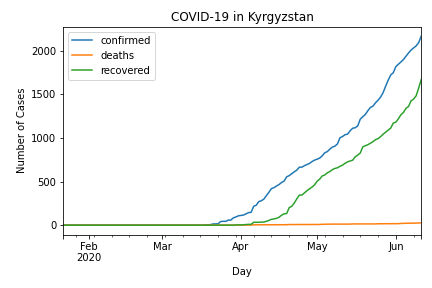 COVID-19 in Kyrgyzstan
confirmed
deaths
recovered
Number of Cases
2000
1500
1000
500
0
Feb
2020
Mar
Apr
May
Jun
Day